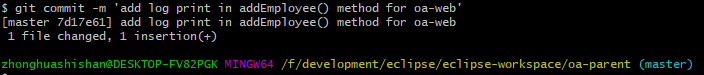 $ git commit -m 'add log print in addEmployee() method for oa-web'
[master 7d17e61] add log print in addEmployee() method for oa-web
 1 file changed, 1 insertion(+)
zhonghuashishan@DESKTOP-FV82PGK MINGW64 /f/development/eclipse/eclipse-workspace/oa-parent (master)